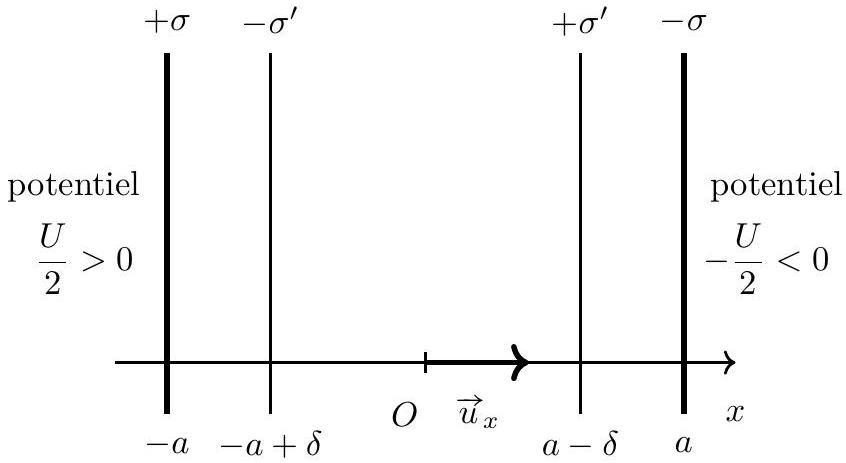 +σ −σ′ +σ′ −σ
potentiel potentiel
U/2 > 0 −U/2 < 0
O u⃗ₓ x
−a −a + δ a − δ a